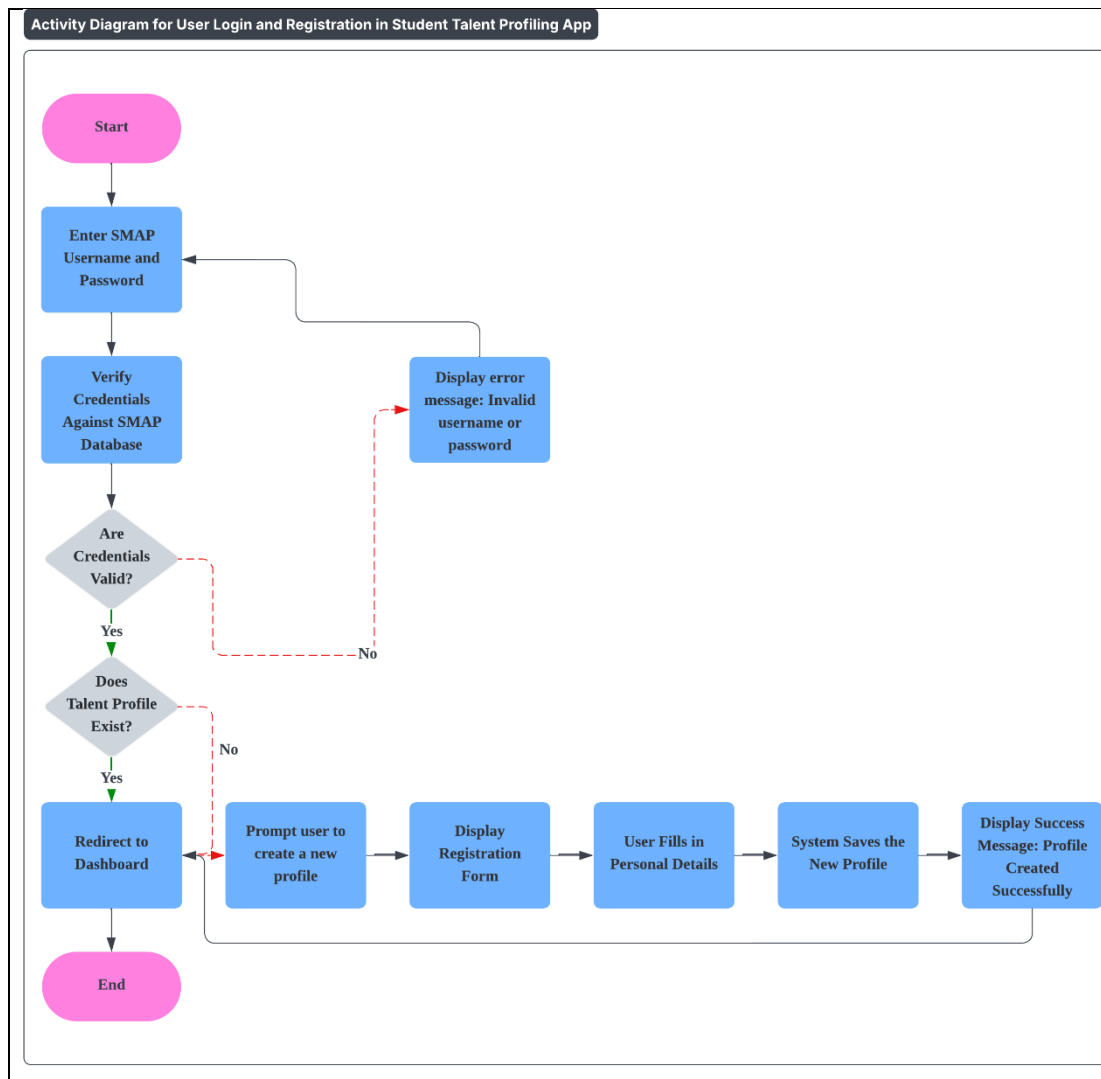 Activity Diagram for User Login and Registration in Student Talent Profiling App
Start
Enter SMAP
Username and
Password
Verify
Credentials
Against SMAP
Database
Display error
message: Invalid
username or
password
Are
Credentials
Valid?
Yes
No
Does
Talent Profile
Exist?
No
Yes
Redirect to
Dashboard
Prompt user to
create a new
profile
Display
Registration
Form
User Fills in
Personal Details
System Saves the
New Profile
Display Success
Message: Profile
Created
Successfully
End